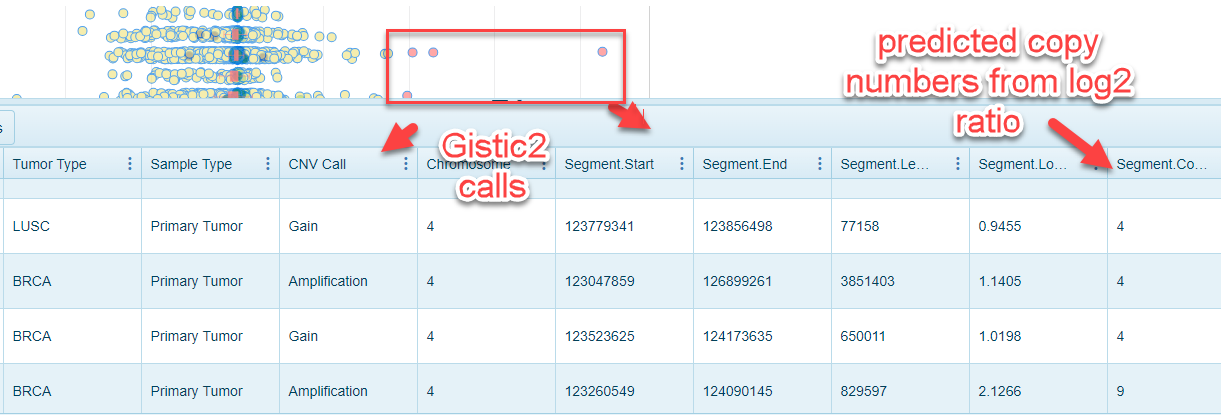 predicted copy
numbers from log2
ratio
s
Gistic2
calls
Tumor Type Sample Type CNV Call Chromosome Segment.Start Segment.End Segment.Le... Segment.Lo... Segment.Co...
LUSC Primary Tumor Gain 4 123779341 123856498 77158 0.9455 4
BRCA Primary Tumor Amplification 4 123047859 126899261 3851403 1.1405 4
BRCA Primary Tumor Gain 4 123523625 124173635 650011 1.0198 4
BRCA Primary Tumor Amplification 4 123260549 124090145 829597 2.1266 9